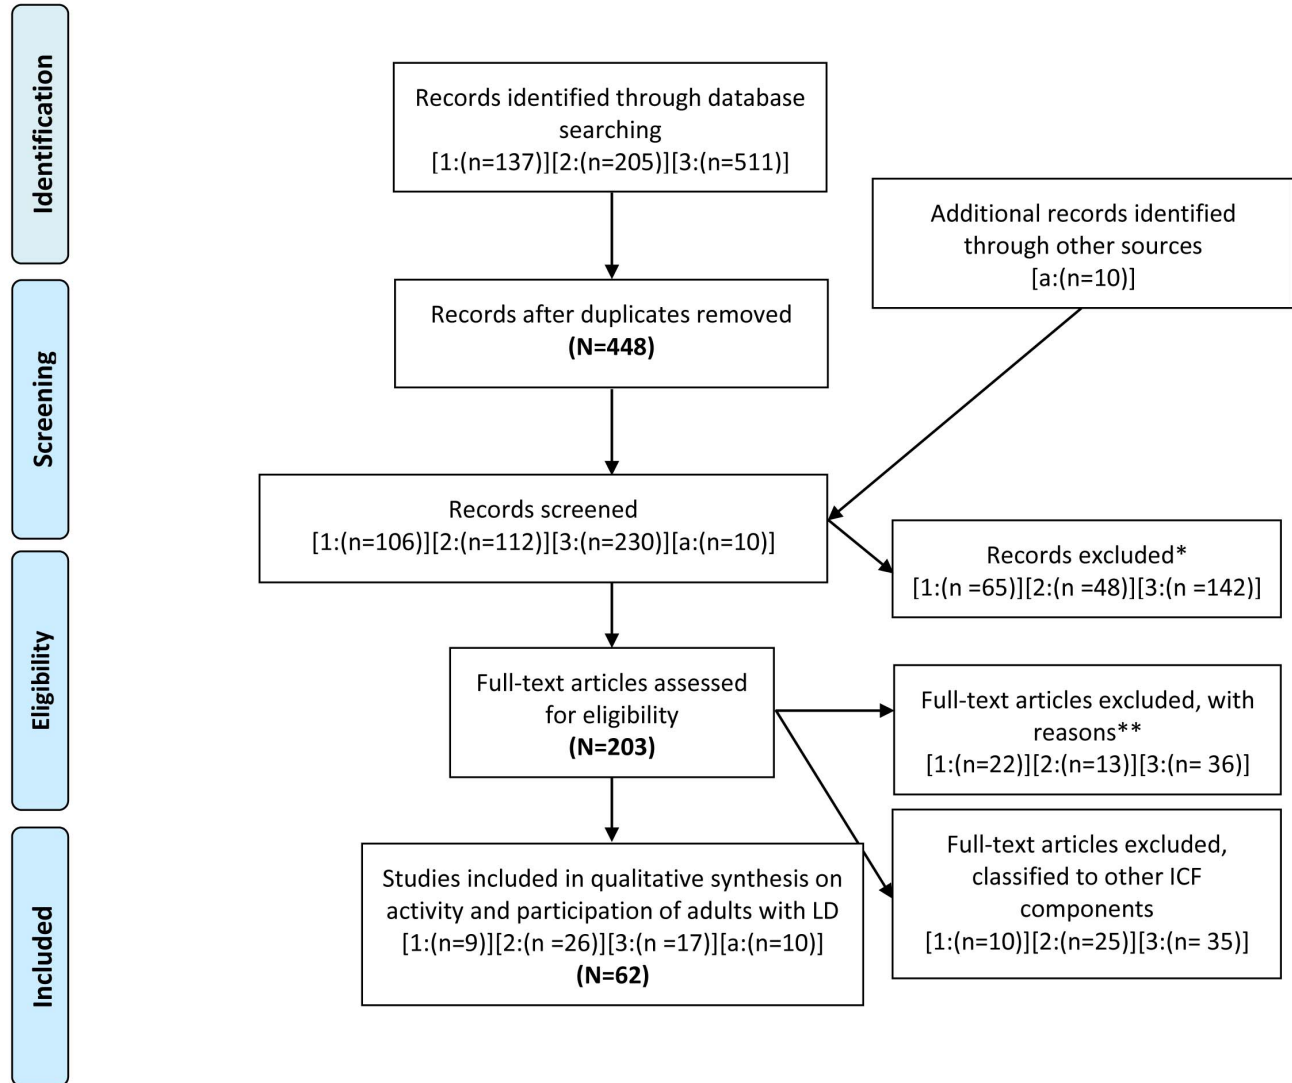 Identification
Records identified through database
searching
[1:(n=137)][2:(n=205)][3:(n=511)]
Additional records identified
through other sources
[a:(n=10)]
Screening
Records after duplicates removed
(N=448)
Records screened
[1:(n=106)][2:(n=112)][3:(n=230)][a:(n=10)]
Records excluded*
[1:(n =65)][2:(n =48)][3:(n =142)]
Eligibility
Full-text articles assessed
for eligibility
(N=203)
Full-text articles excluded, with
reasons**
[1:(n=22)][2:(n=13)][3:(n= 36)]
Full-text articles excluded,
classified to other ICF
components
[1:(n=10)][2:(n=25)][3:(n= 35)]
Included
Studies included in qualitative synthesis on
activity and participation of adults with LD
[1:(n=9)][2:(n =26)][3:(n =17)][a:(n=10)]
(N=62)